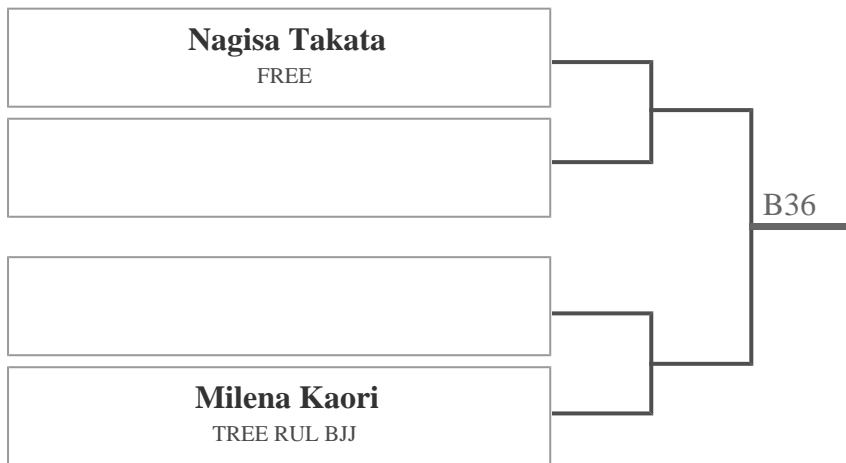 Nagisa Takata
FREE
B36
Milena Kaori
TREE RUL BJJ